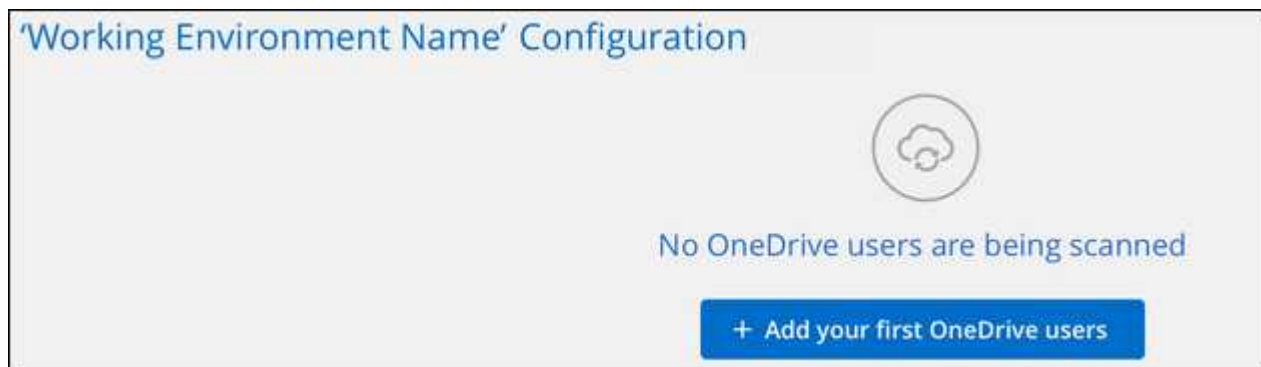 ‘Working Environment Name’ Configuration
No OneDrive users are being scanned
+ Add your first OneDrive users